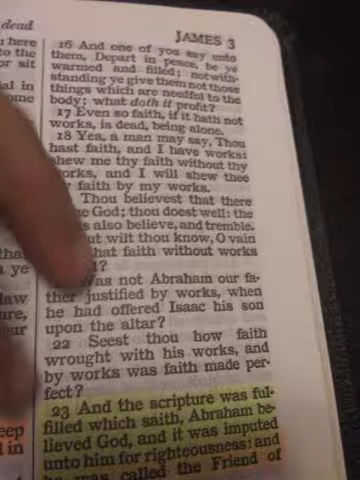 dead
JAMES 3
n here
to the
or sit
al in
ome
tha
a ye
law
ure,
our
eep
l in
16 And one of you say unto
them, Depart in peace, be ye
warmed and filled; notwith-
standing ye give them not those
things which are needful to the
body; what doth it profit?
17 Even so faith, if it hath not
works, is dead, being alone.
18 Yea, a man may say, Thou
hast faith, and I have works:
shew me thy faith without thy
orks, and I will shew thee
y faith by my works.
Thou believest that there
ne God; thou doest well: the
s also believe, and tremble.
ut wilt thou know, O vain
hat faith without works
d?
Was not Abraham our fa-
ther justified by works, when
he had offered Isaac his son
upon the altar?
22 Seest thou how faith
wrought with his works, and
by works was faith made per-
fect?
23 And the scripture was ful-
filled which saith, Abraham be-
lieved God, and it was imputed
unto him for righteousness: and
he was called the Friend of